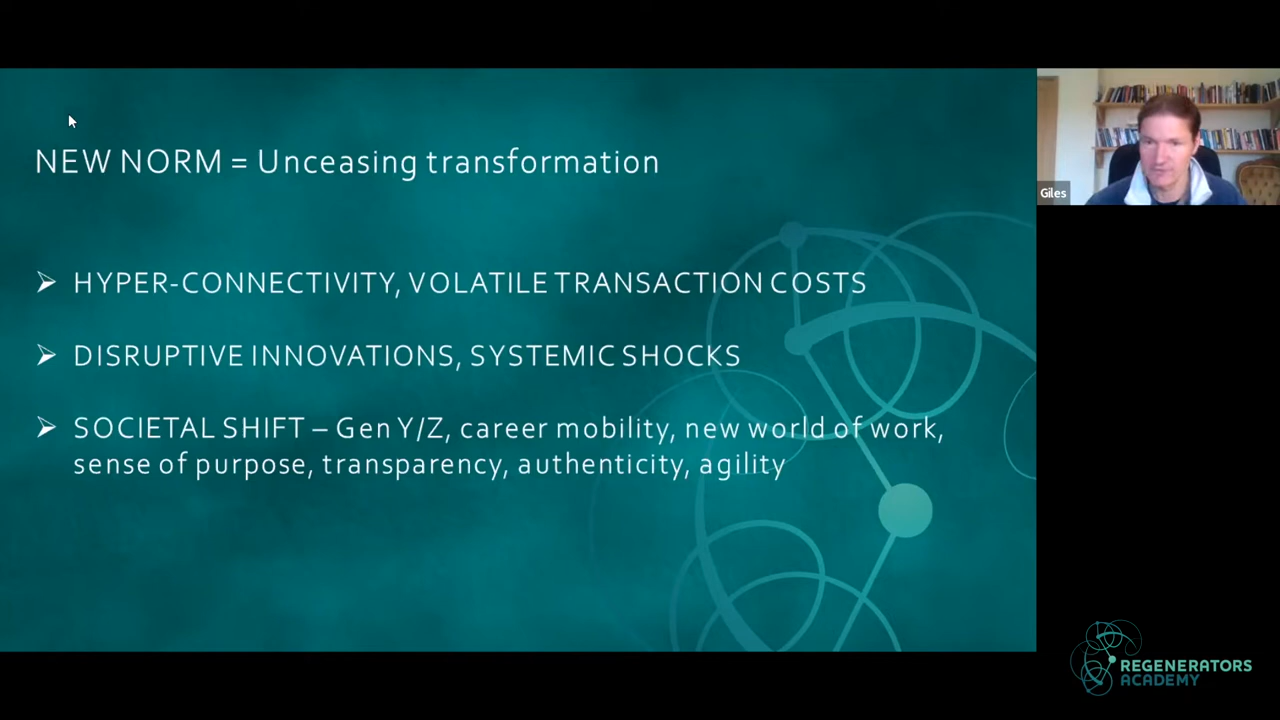 NEW NORM = Unceasing transformation
HYPER-CONNECTIVITY, VOLATILE TRANSACTION COSTS
DISRUPTIVE INNOVATIONS, SYSTEMIC SHOCKS
SOCIETAL SHIFT – Gen Y/Z, career mobility, new world of work,
sense of purpose, transparency, authenticity, agility
Giles
REGENERATORS
ACADEMY